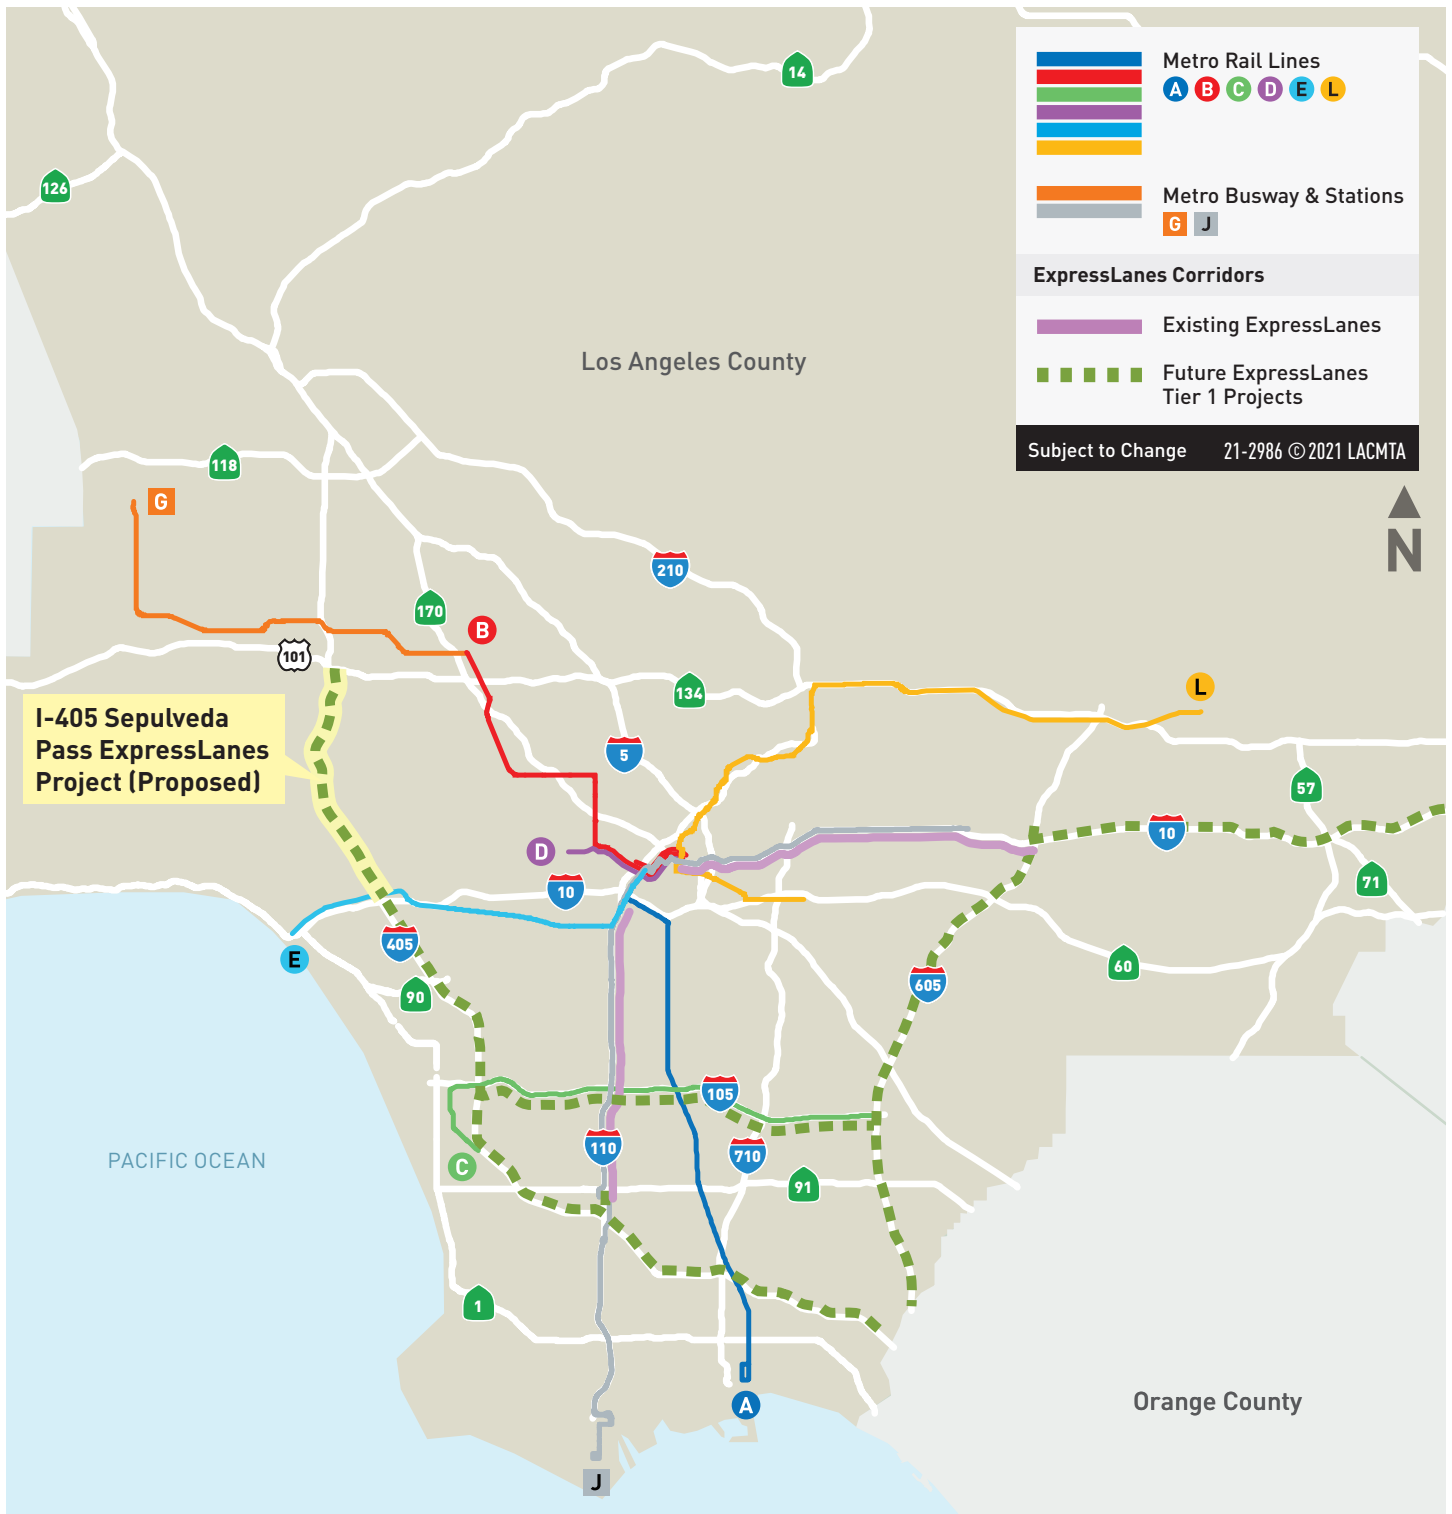 Metro Rail Lines
A B C D E L
Metro Busway & Stations
G J
ExpressLanes Corridors
Existing ExpressLanes
Future ExpressLanes
Tier 1 Projects
Subject to Change 21-2986 © 2021 LACMTA
N
14
126
Los Angeles County
118
G
210
170
B
101
134
L
I-405 Sepulveda
Pass ExpressLanes
Project (Proposed)
5
57
10
D
10
71
405
E
60
90
605
105
110
710
C
PACIFIC OCEAN
91
1
A
Orange County
J